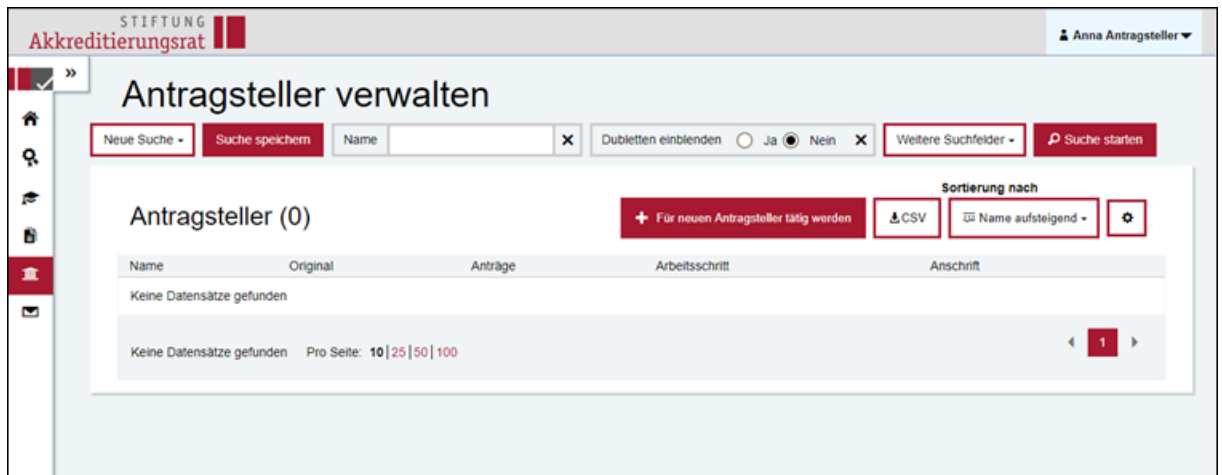 STIFTUNG
Akkreditierungsrat
Anna Antragsteller
»
Antragsteller verwalten
Neue Suche
Suche speichern
Name
Dubletten einblenden Ja Nein
Weitere Suchfelder
Suche starten
Sortierung nach
Antragsteller (0)
Für neuen Antragsteller tätig werden
CSV
Name aufsteigend
Name Original Anträge Arbeitsschritt Anschrift
Keine Datensätze gefunden
Keine Datensätze gefunden Pro Seite: 10|25|50|100
1